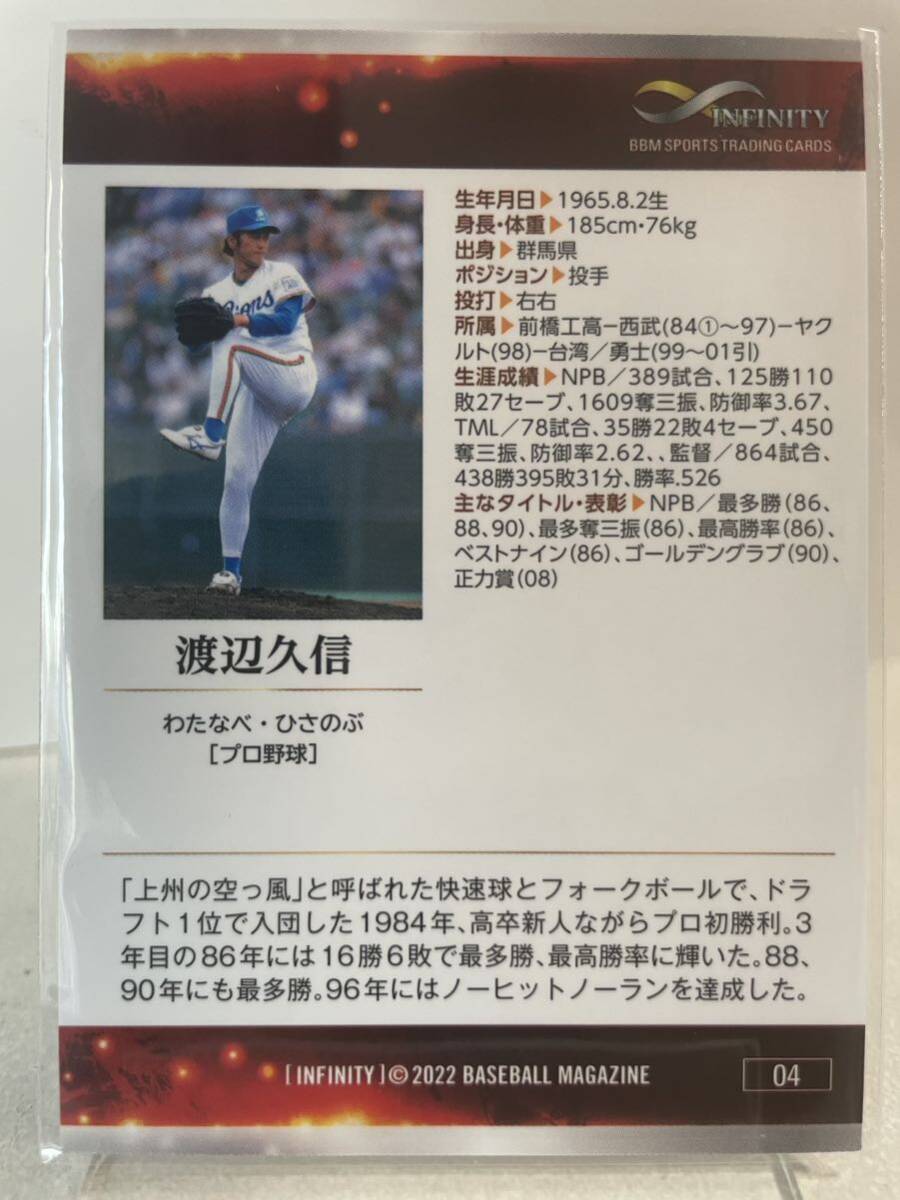 INFINITY
BBM SPORTS TRADING CARDS
生年月日▶1965.8.2生
身長・体重▶185cm・76kg
出身▶群馬県
ポジション▶投手
投打▶右右
所属▶前橋工高−西武(84①〜97)−ヤク
ルト(98)−台湾／勇士(99〜01引)
生涯成績▶NPB／389試合、125勝110
敗27セーブ、1609奪三振、防御率3.67、
TML／78試合、35勝22敗4セーブ、450
奪三振、防御率2.62、、監督／864試合、
438勝395敗31分、勝率.526
主なタイトル・表彰▶NPB／最多勝(86、
88、90)、最多奪三振(86)、最高勝率(86)、
ベストナイン(86)、ゴールデングラブ(90)、
正力賞(08)
渡辺久信
わたなべ・ひさのぶ
［プロ野球］
「上州の空っ風」と呼ばれた快速球とフォークボールで、ドラ
フト1位で入団した1984年、高卒新人ながらプロ初勝利。3
年目の86年には16勝6敗で最多勝、最高勝率に輝いた。88、
90年にも最多勝。96年にはノーヒットノーランを達成した。
[ INFINITY ] © 2022 BASEBALL MAGAZINE
04